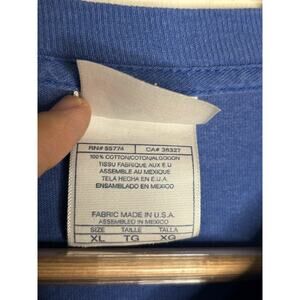 RN# 55774 CA# 36327
100% COTTON/COTON/ALGODON
TISSU FABRIQUE AUX E.U
ASSEMBLE AU MEXIQUE
TELA HECHA EN E.U.A.
ENSAMBLADO EN MEXICO
FABRIC MADE IN U.S.A.
ASSEMBLED IN MEXICO
SIZE TAILLE TALLA
XL TG XG